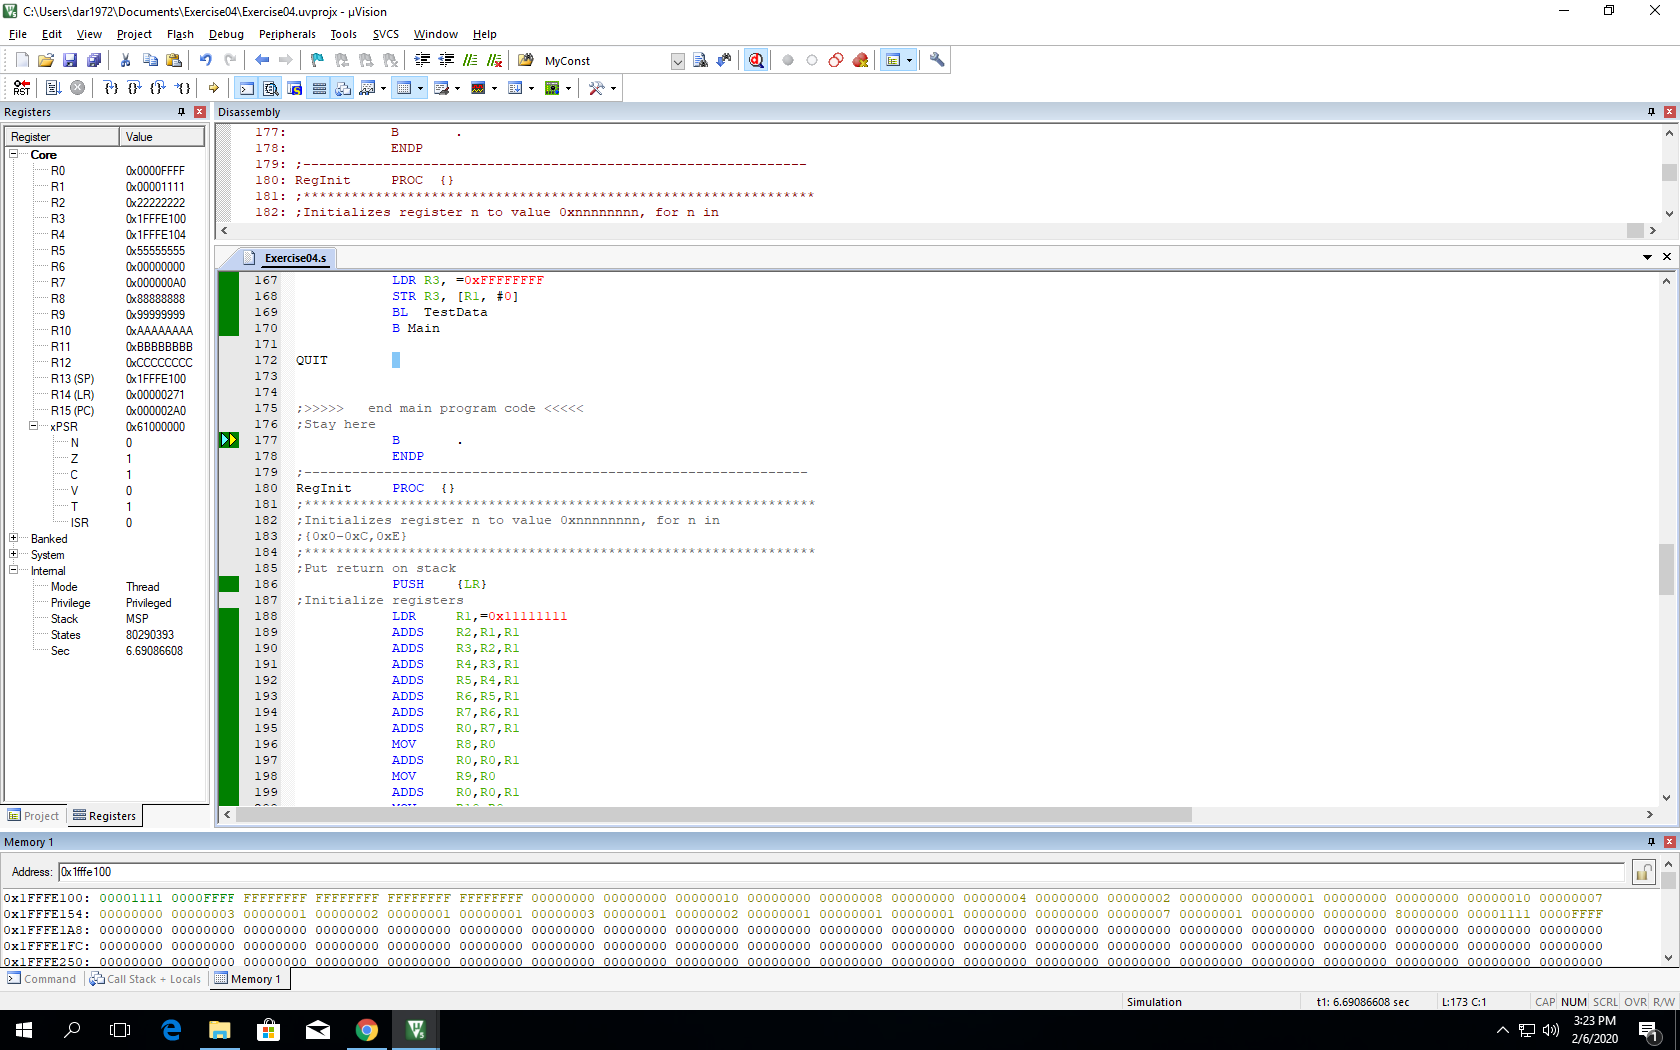 C:\Users\dar1972\Documents\Exercise04\Exercise04.uvprojx - µVision
File Edit View Project Flash Debug Peripherals Tools SVCS Window Help
MyConst
RST
Registers
Register Value
Core
R0 0x0000FFFF
R1 0x00001111
R2 0x22222222
R3 0x1FFFE100
R4 0x1FFFE104
R5 0x55555555
R6 0x00000000
R7 0x000000A0
R8 0x88888888
R9 0x99999999
R10 0xAAAAAAAA
R11 0xBBBBBBBB
R12 0xCCCCCCCC
R13 (SP) 0x1FFFE100
R14 (LR) 0x00000271
R15 (PC) 0x000002A0
xPSR 0x61000000
N 0
Z 1
C 1
V 0
T 1
ISR 0
Banked
System
Internal
Mode Thread
Privilege Privileged
Stack MSP
States 80290393
Sec 6.69086608
Project Registers
Disassembly
177: B .
178: ENDP
179: ;---------------------------------------------------------------
180: RegInit PROC {}
181: ;****************************************************************
182: ;Initializes register n to value 0xnnnnnnnn, for n in
Exercise04.s
167 LDR R3, =0xFFFFFFFF
168 STR R3, [R1, #0]
169 BL TestData
170 B Main
171
172 QUIT
173
174
175 ;>>>>> end main program code <<<<<
176 ;Stay here
177 B .
178 ENDP
179 ;---------------------------------------------------------------
180 RegInit PROC {}
181 ;****************************************************************
182 ;Initializes register n to value 0xnnnnnnnn, for n in
183 ;{0x0-0xC,0xE}
184 ;****************************************************************
185 ;Put return on stack
186 PUSH {LR}
187 ;Initialize registers
188 LDR R1,=0x11111111
189 ADDS R2,R1,R1
190 ADDS R3,R2,R1
191 ADDS R4,R3,R1
192 ADDS R5,R4,R1
193 ADDS R6,R5,R1
194 ADDS R7,R6,R1
195 ADDS R0,R7,R1
196 MOV R8,R0
197 ADDS R0,R0,R1
198 MOV R9,R0
199 ADDS R0,R0,R1
Memory 1
Address: 0x1fffe100
0x1FFFE100: 00001111 0000FFFF FFFFFFFF FFFFFFFF FFFFFFFF FFFFFFFF 00000000 00000000 00000010 00000000 00000008 00000000 00000004 00000000 00000002 00000000 00000001 00000000 00000000 00000010 00000007
0x1FFFE154: 00000000 00000003 00000001 00000002 00000001 00000001 00000003 00000001 00000002 00000001 00000001 00000001 00000000 00000000 00000007 00000001 00000000 00000000 80000000 00001111 0000FFFF
0x1FFFE1A8: 00000000 00000000 00000000 00000000 00000000 00000000 00000000 00000000 00000000 00000000 00000000 00000000 00000000 00000000 00000000 00000000 00000000 00000000 00000000 00000000 00000000
0x1FFFE1FC: 00000000 00000000 00000000 00000000 00000000 00000000 00000000 00000000 00000000 00000000 00000000 00000000 00000000 00000000 00000000 00000000 00000000 00000000 00000000 00000000 00000000
0x1FFFE250: 00000000 00000000 00000000 00000000 00000000 00000000 00000000 00000000 00000000 00000000 00000000 00000000 00000000 00000000 00000000 00000000 00000000 00000000 00000000 00000000 00000000
Command Call Stack + Locals Memory 1
Simulation t1: 6.69086608 sec L:173 C:1 CAP NUM SCRL OVR R/W
3:23 PM
2/6/2020
1